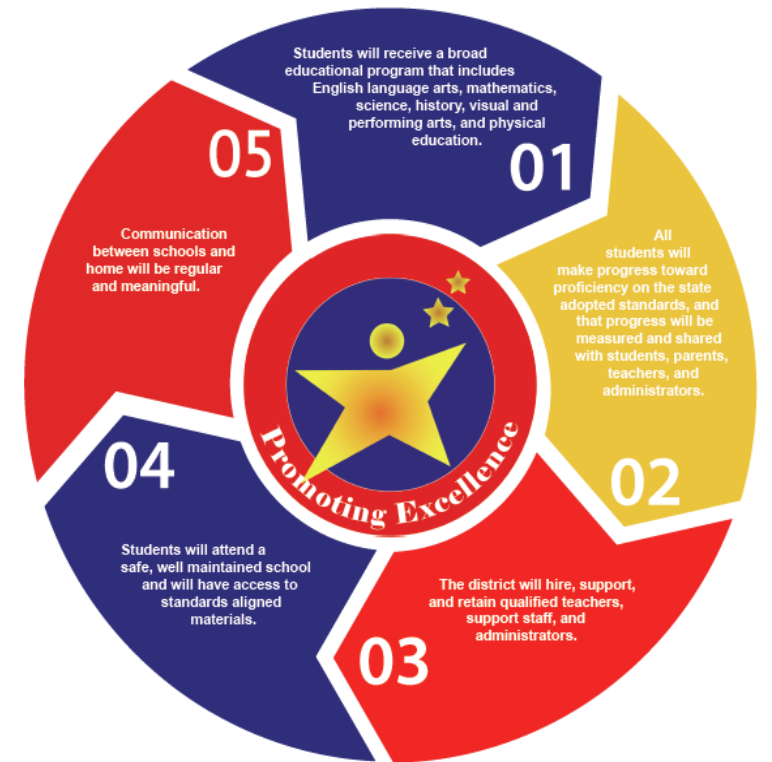 Students will receive a broad
educational program that includes
English language arts, mathematics,
science, history, visual and
performing arts, and physical
education.
01
All
students will
make progress toward
proficiency on the state
adopted standards, and
that progress will be
measured and shared
with students, parents,
teachers, and
administrators.
02
The district will hire, support,
and retain qualified teachers,
support staff, and
administrators.
03
04
Students will attend a
safe, well maintained school
and will have access to
standards aligned
materials.
05
Communication
between schools and
home will be regular
and meaningful.
Promoting Excellence